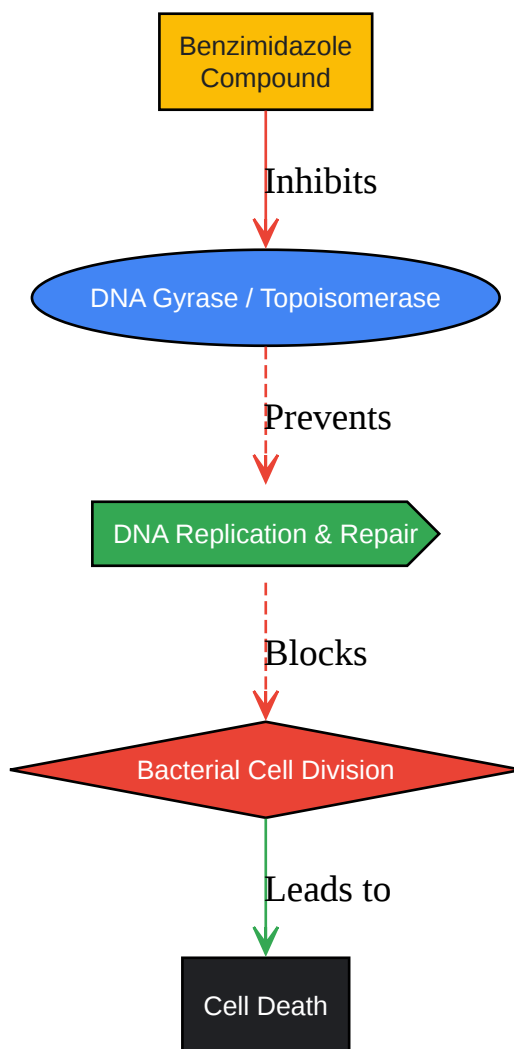 Benzimidazole
Compound
Inhibits
DNA Gyrase / Topoisomerase
Prevents
DNA Replication & Repair
Blocks
Bacterial Cell Division
Leads to
Cell Death